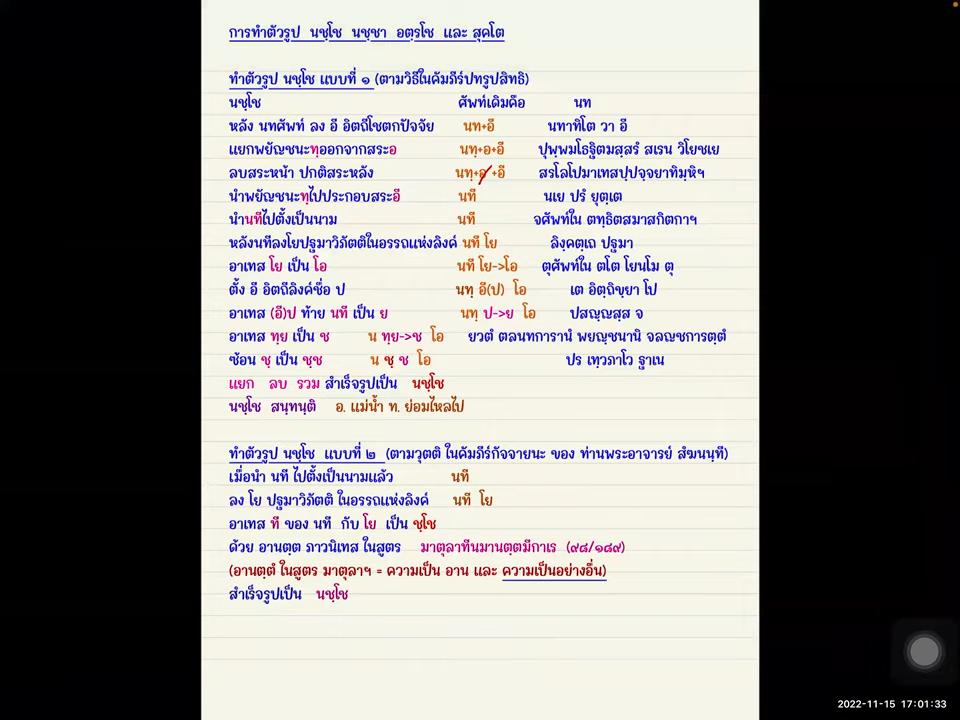 การทำตัวรูป นชฺโช นชฺชา อตฺรโช และ สุคโต
ทำตัวรูป นชฺโช แบบที่ ๑ (ตามวิธีในคัมภีร์ปทรูปสิทธิ)
นชฺโช ศัพท์เดิมคือ นท
หลัง นทศัพท์ ลง อี อิตถีโชตกปัจจัย นท+อี นทาทิโต วา อี
แยกพยัญชนะทฺออกจากสระอ นทฺ+อ+อี ปุพฺพมโธฐิตมสฺสรํ สเรน วิโยชเย
ลบสระหน้า ปกติสระหลัง นทฺ+อ+อี สรโลโปมาเทสปฺปจฺจยาทิมฺหิฯ
นำพยัญชนะทฺไปประกอบสระอี นที นเย ปรํ ยุตฺเต
นำนทีไปตั้งเป็นนาม นที จศัพท์ใน ตทฺธิตสมาสกิตกาฯ
หลังนทีลงโยปฐมาวิภัตติในอรรถแห่งลิงค์ นที โย ลิงฺคตฺเถ ปฐมา
อาเทส โย เป็น โอ นที โย->โอ ตุศัพท์ใน ตโต โยนโม ตุ
ตั้ง อี อิตถีลิงค์ชื่อ ป นทฺ อี(ป) โอ เต อิตฺถิขฺยา โป
อาเทส (อี)ป ท้าย นที เป็น ย นทฺ ป->ย โอ ปสญฺญสฺส จ
อาเทส ทฺย เป็น ช น ทฺย->ช โอ ยวตํ ตลนทการานํ พยญฺชนานิ จลญชการตฺตํ
ซ้อน ชฺ เป็น ชฺช น ชฺ ช โอ ปร เทฺวภาโว ฐาเน
แยก ลบ รวม สำเร็จรูปเป็น นชฺโช
นชฺโช สนฺทนฺติ อ. แม่น้ำ ท. ย่อมไหลไป
ทำตัวรูป นชฺโช แบบที่ ๒ (ตามวุตติ ในคัมภีร์กัจจายนะ ของ ท่านพระอาจารย์ สํฆนนฺที)
เมื่อนำ นที ไปตั้งเป็นนามแล้ว นที
ลง โย ปฐมาวิภัตติ ในอรรถแห่งลิงค์ นที โย
อาเทส ที ของ นที กับ โย เป็น ชฺโช
ด้วย อานตฺต ภาวนิเทส ในสูตร มาตุลาทีนมานตฺตมีกาเร (๙๘/๑๘๙)
(อานตฺตํ ในสูตร มาตุลาฯ = ความเป็น อาน และ ความเป็นอย่างอื่น)
สำเร็จรูปเป็น นชฺโช
2022-11-15 17:01:33